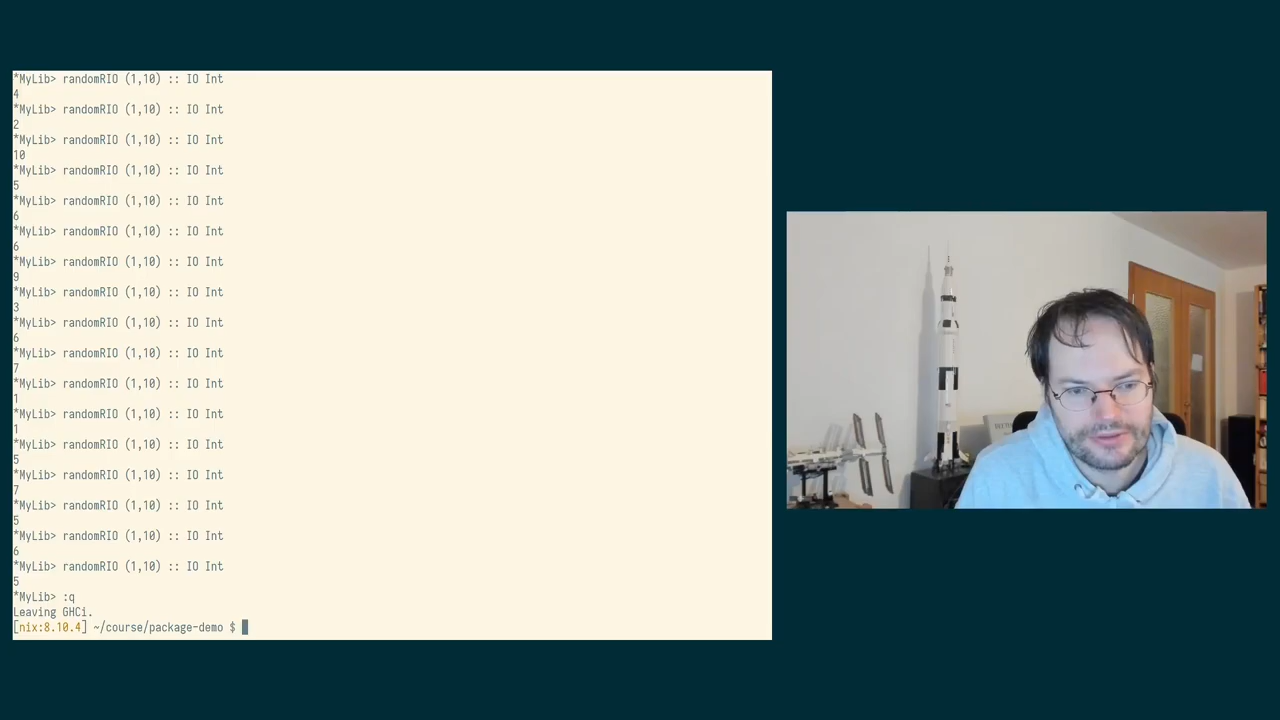 *MyLib> randomRIO (1,10) :: IO Int
4
*MyLib> randomRIO (1,10) :: IO Int
2
*MyLib> randomRIO (1,10) :: IO Int
10
*MyLib> randomRIO (1,10) :: IO Int
5
*MyLib> randomRIO (1,10) :: IO Int
6
*MyLib> randomRIO (1,10) :: IO Int
6
*MyLib> randomRIO (1,10) :: IO Int
9
*MyLib> randomRIO (1,10) :: IO Int
3
*MyLib> randomRIO (1,10) :: IO Int
6
*MyLib> randomRIO (1,10) :: IO Int
7
*MyLib> randomRIO (1,10) :: IO Int
1
*MyLib> randomRIO (1,10) :: IO Int
1
*MyLib> randomRIO (1,10) :: IO Int
5
*MyLib> randomRIO (1,10) :: IO Int
7
*MyLib> randomRIO (1,10) :: IO Int
5
*MyLib> randomRIO (1,10) :: IO Int
6
*MyLib> randomRIO (1,10) :: IO Int
5
*MyLib> :q
Leaving GHCi.
[nix:8.10.4] ~/course/package-demo $